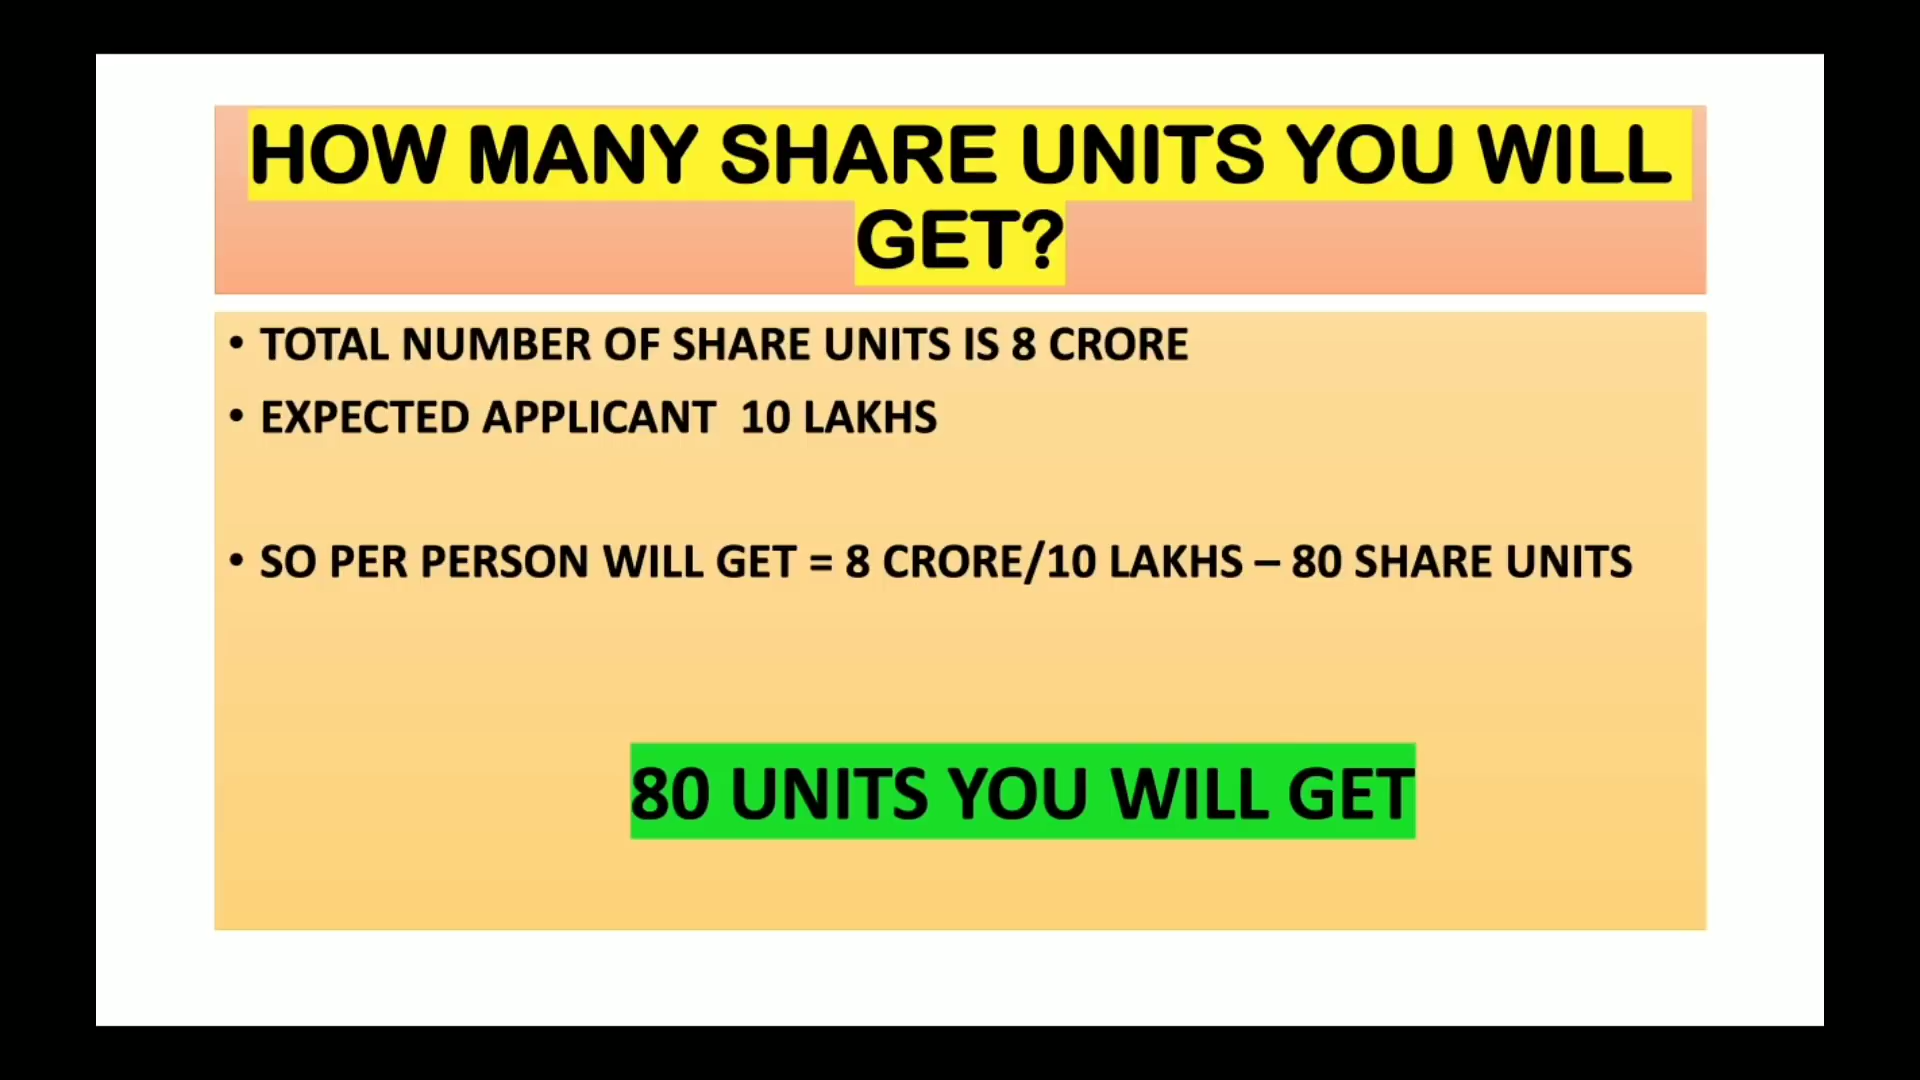 HOW MANY SHARE UNITS YOU WILL
GET?
• TOTAL NUMBER OF SHARE UNITS IS 8 CRORE
• EXPECTED APPLICANT  10 LAKHS
• SO PER PERSON WILL GET = 8 CRORE/10 LAKHS – 80 SHARE UNITS
80 UNITS YOU WILL GET